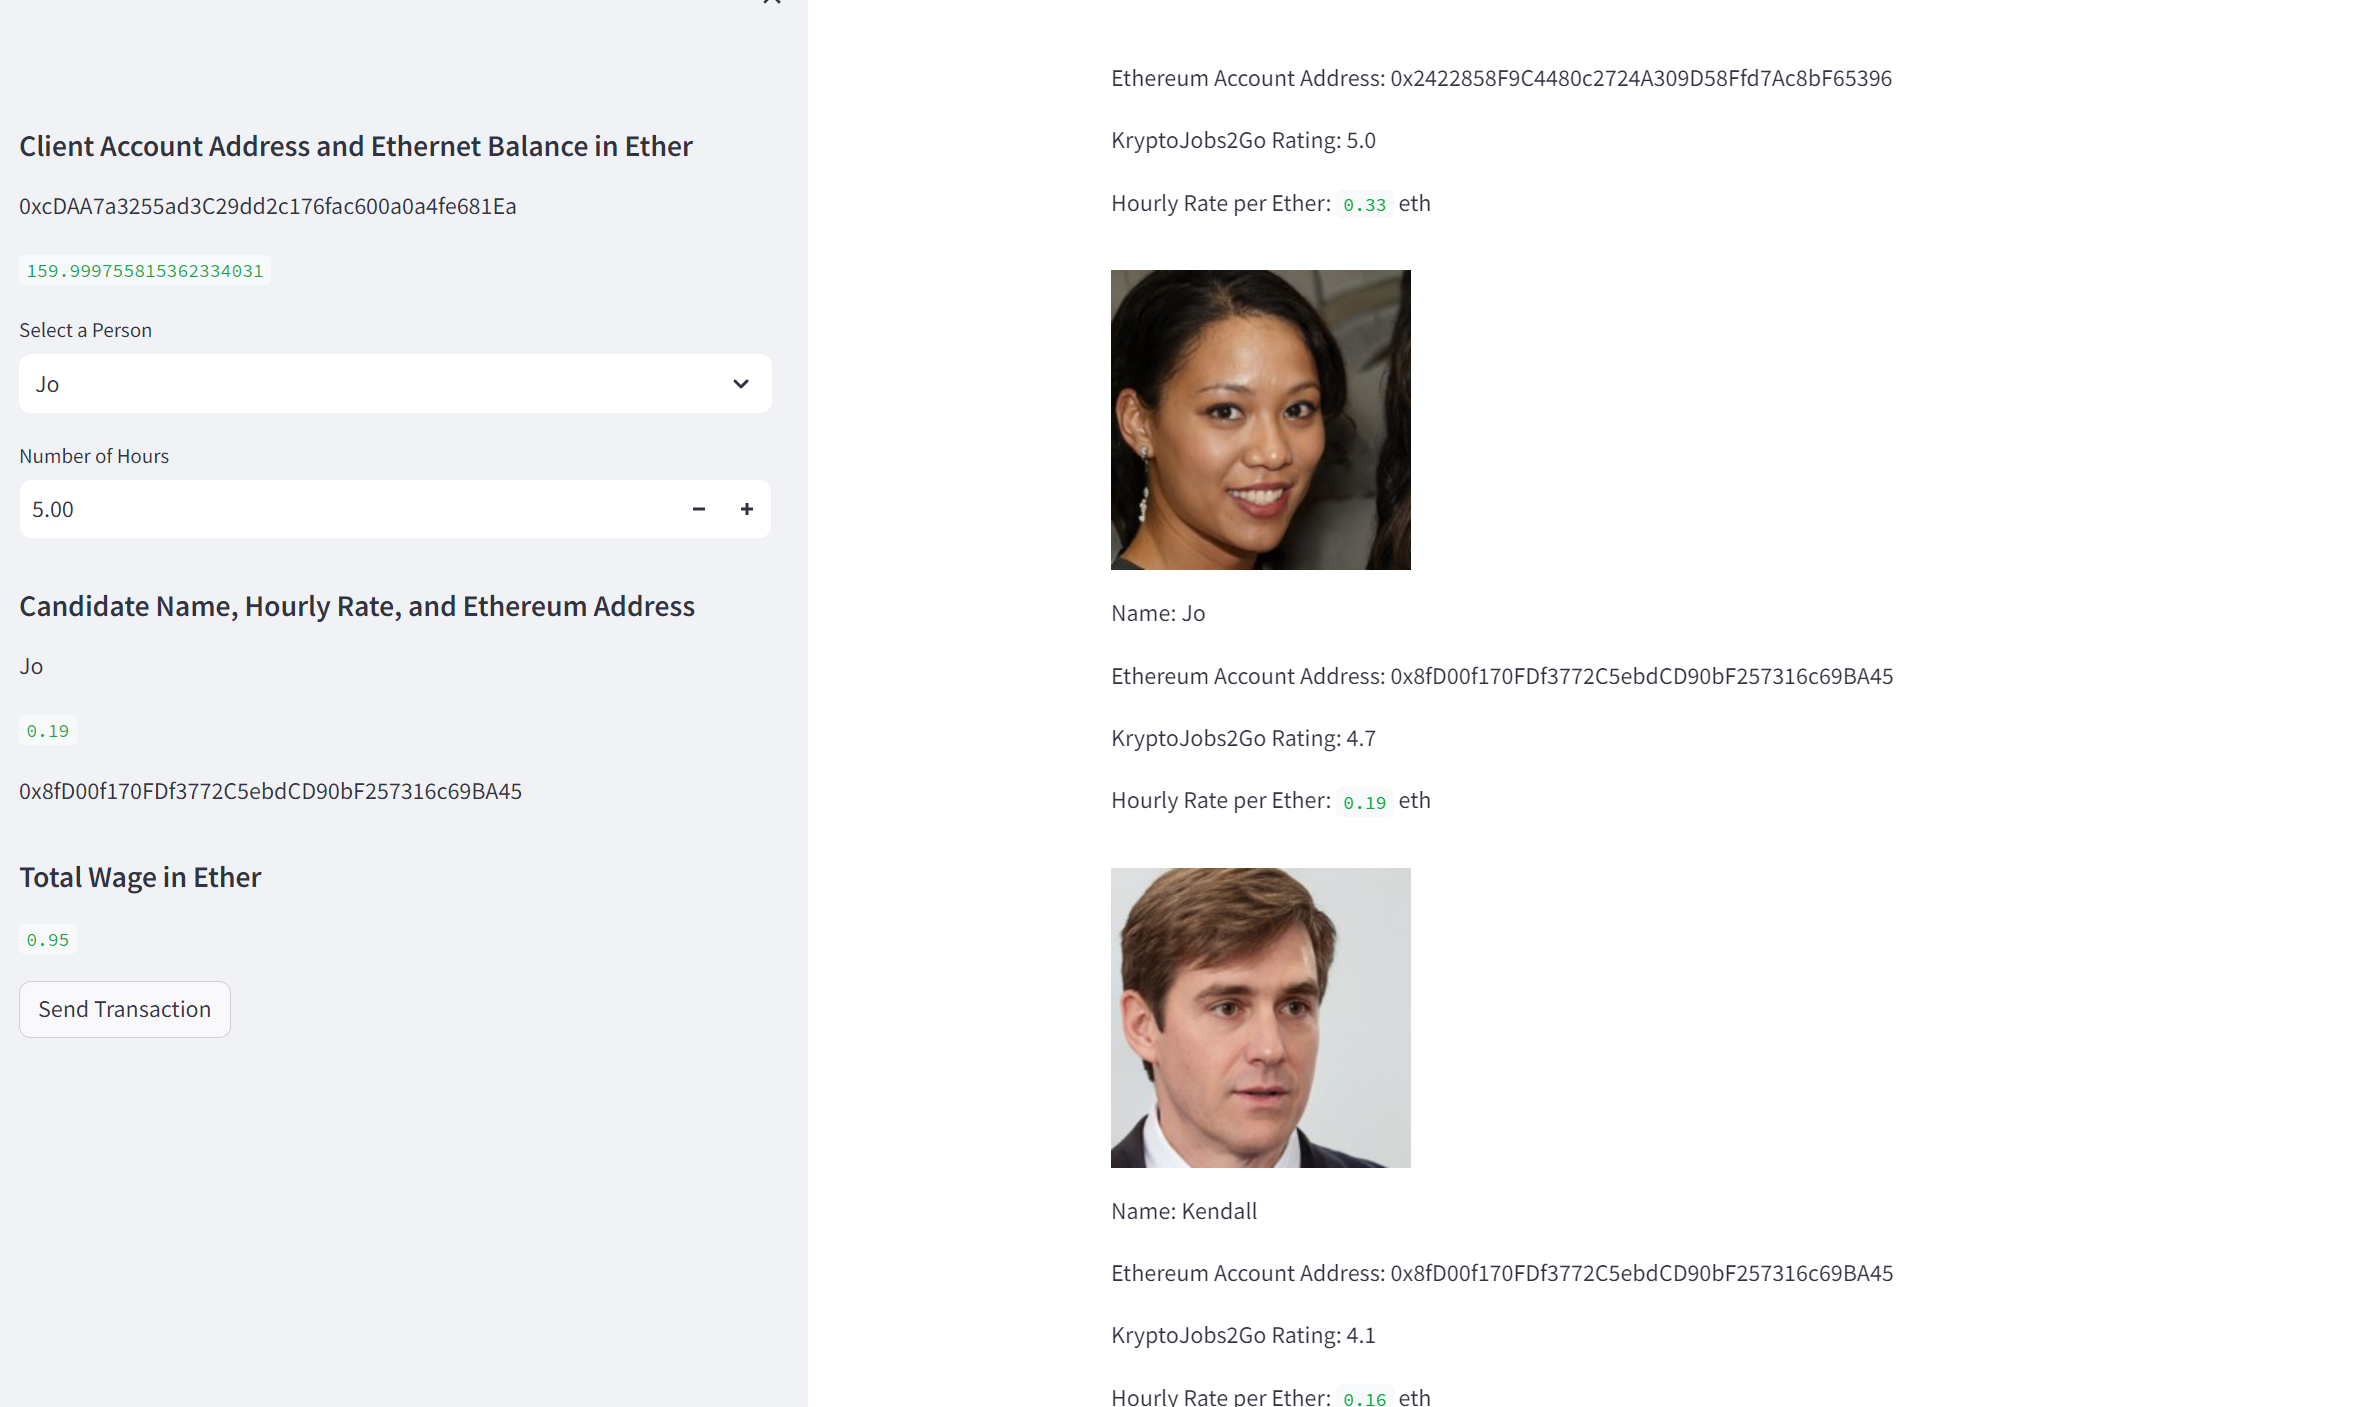 Client Account Address and Ethernet Balance in Ether
0xcDAA7a3255ad3C29dd2c176fac600a0a4fe681Ea
159.999755815362334031
Select a Person
Jo
Number of Hours
5.00
Candidate Name, Hourly Rate, and Ethereum Address
Jo
0.19
0x8fD00f170FDf3772C5ebdCD90bF257316c69BA45
Total Wage in Ether
0.95
Send Transaction
Ethereum Account Address: 0x2422858F9C4480c2724A309D58Ffd7Ac8bF65396
KryptoJobs2Go Rating: 5.0
Hourly Rate per Ether: 0.33 eth
Name: Jo
Ethereum Account Address: 0x8fD00f170FDf3772C5ebdCD90bF257316c69BA45
KryptoJobs2Go Rating: 4.7
Hourly Rate per Ether: 0.19 eth
Name: Kendall
Ethereum Account Address: 0x8fD00f170FDf3772C5ebdCD90bF257316c69BA45
KryptoJobs2Go Rating: 4.1
Hourly Rate per Ether: 0.16 eth